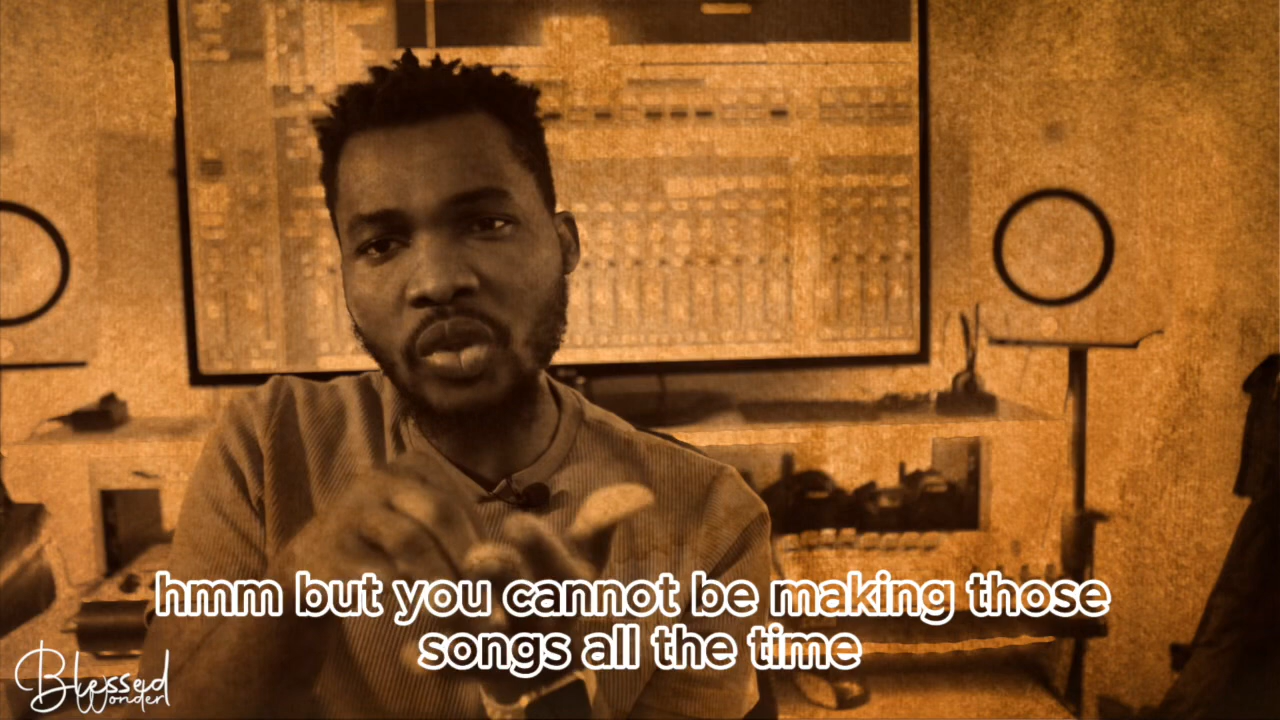 hmm but you cannot be making those
songs all the time
Blessed
Wonder